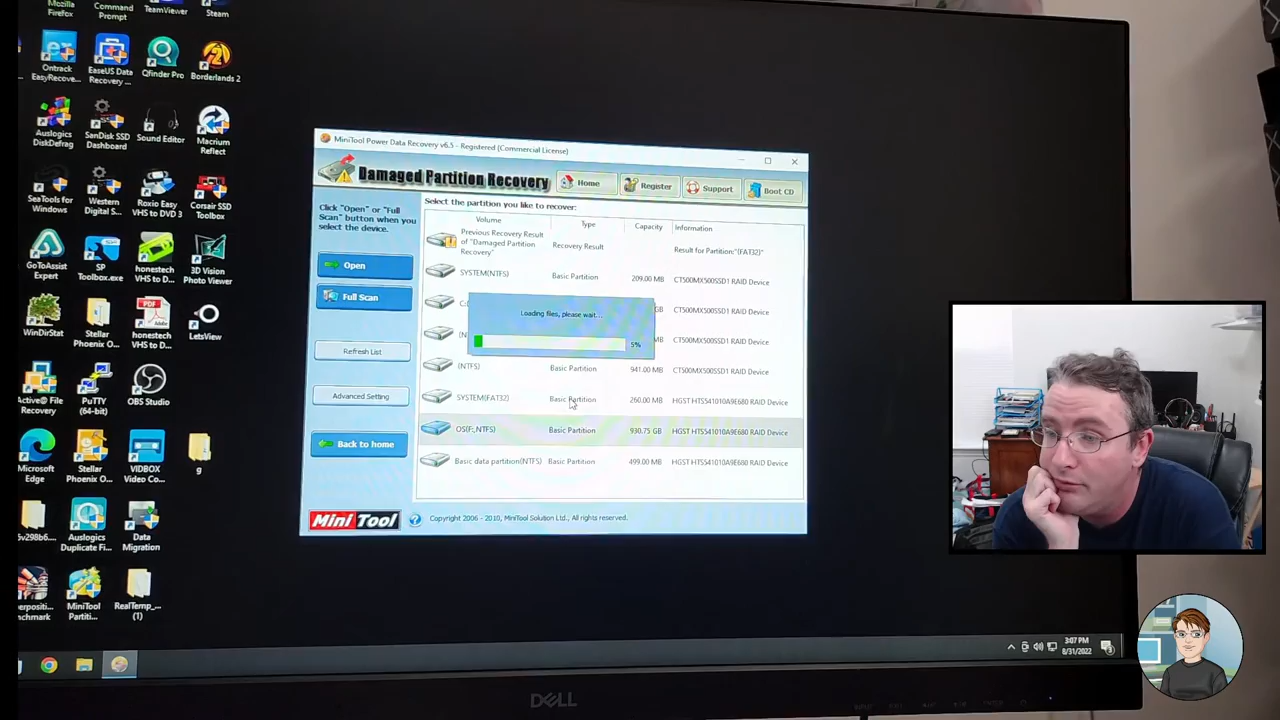 Mozilla
Firefox
Command
Prompt
TeamViewer
Steam
Ontrack
EasyRecove...
EaseUS Data
Recovery ...
Qfinder Pro
Borderlands 2
Auslogics
DiskDefrag
SanDisk SSD
Dashboard
Sound Editor
Macrium
Reflect
SeaTools for
Windows
Western
Digital S...
Roxio Easy
VHS to DVD 3
Corsair SSD
Toolbox
GoToAssist
Expert
SP
Toolbox.exe
honestech
VHS to D...
3D Vision
Photo Viewer
WinDirStat
Stellar
Phoenix O...
honestech
VHS to D...
LetsView
Active@ File
Recovery
PuTTY
(64-bit)
OBS Studio
Microsoft
Edge
Stellar
Phoenix O...
VIDBOX
Video Co...
g
6v298b6...
Auslogics
Duplicate Fi...
Data
Migration
MiniTool
Partiti...
RealTemp_...
(1)
MiniTool Power Data Recovery v6.5 - Registered (Commercial License)
Damaged Partition Recovery
Home
Register
Support
Boot CD
Click "Open" or "Full
Scan" button when you
select the device.
Open
Full Scan
Refresh List
Advanced Setting
Back to home
Select the partition you like to recover:
Volume Type Capacity Information
Previous Recovery Result
of "Damaged Partition
Recovery"
Recovery Result
Result for Partition:"(FAT32)"
SYSTEM(NTFS) Basic Partition 209.00 MB CT500MX500SSD1 RAID Device
C: GB CT500MX500SSD1 RAID Device
(N MB CT500MX500SSD1 RAID Device
(NTFS) Basic Partition 941.00 MB CT500MX500SSD1 RAID Device
SYSTEM(FAT32) Basic Partition 260.00 MB HGST HTS541010A9E680 RAID Device
OS(F:,NTFS) Basic Partition 930.75 GB HGST HTS541010A9E680 RAID Device
Basic data partition(NTFS) Basic Partition 499.00 MB HGST HTS541010A9E680 RAID Device
Loading files, please wait...
5%
MiniTool
Copyright 2006 - 2010, MiniTool Solution Ltd., All rights reserved.
3:07 PM
8/31/2022
DELL